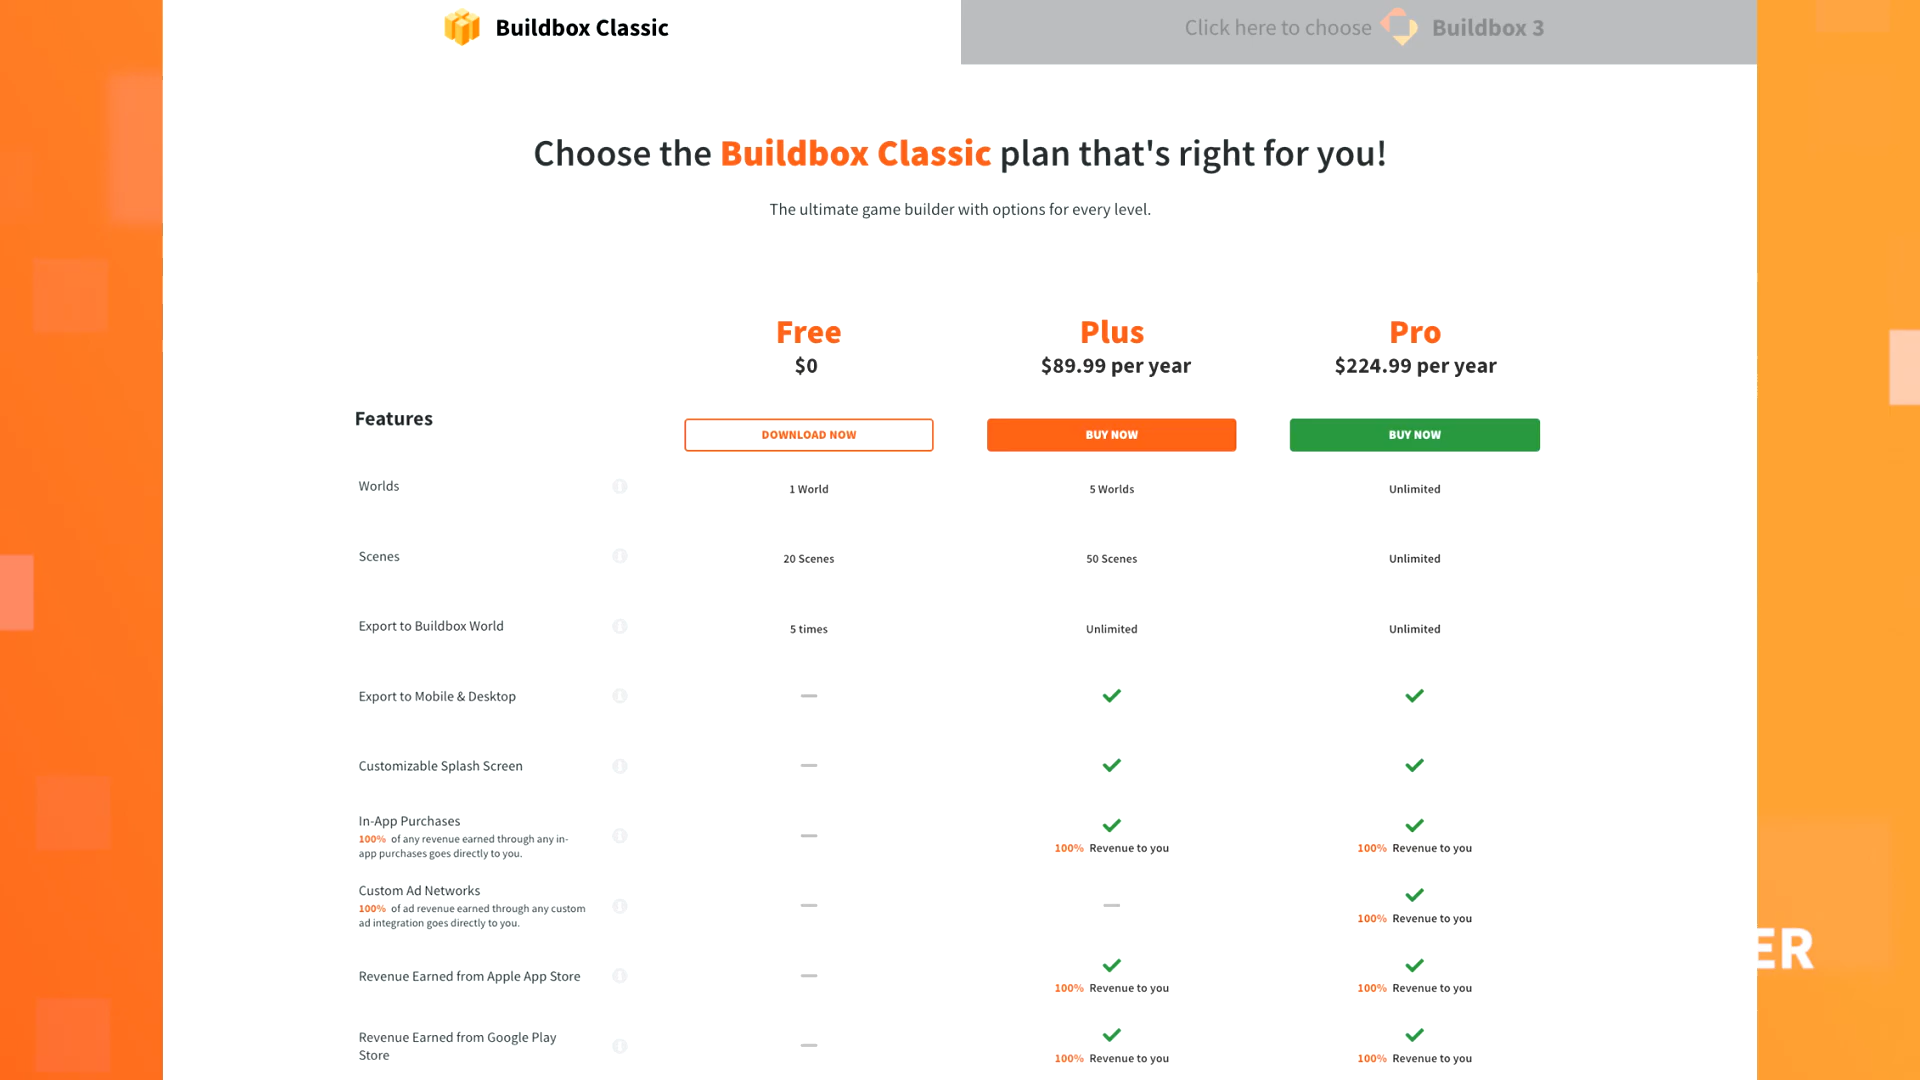 Buildbox Classic
Click here to choose Buildbox 3
Choose the Buildbox Classic plan that's right for you!
The ultimate game builder with options for every level.
Free Plus Pro
$0 $89.99 per year $224.99 per year
Features
DOWNLOAD NOW BUY NOW BUY NOW
Worlds 1 World 5 Worlds Unlimited
Scenes 20 Scenes 50 Scenes Unlimited
Export to Buildbox World 5 times Unlimited Unlimited
Export to Mobile & Desktop
Customizable Splash Screen
In-App Purchases
100% of any revenue earned through any in-
app purchases goes directly to you.
100% Revenue to you 100% Revenue to you
Custom Ad Networks
100% of ad revenue earned through any custom
ad integration goes directly to you.
100% Revenue to you
ER
Revenue Earned from Apple App Store
100% Revenue to you 100% Revenue to you
Revenue Earned from Google Play
Store
100% Revenue to you 100% Revenue to you